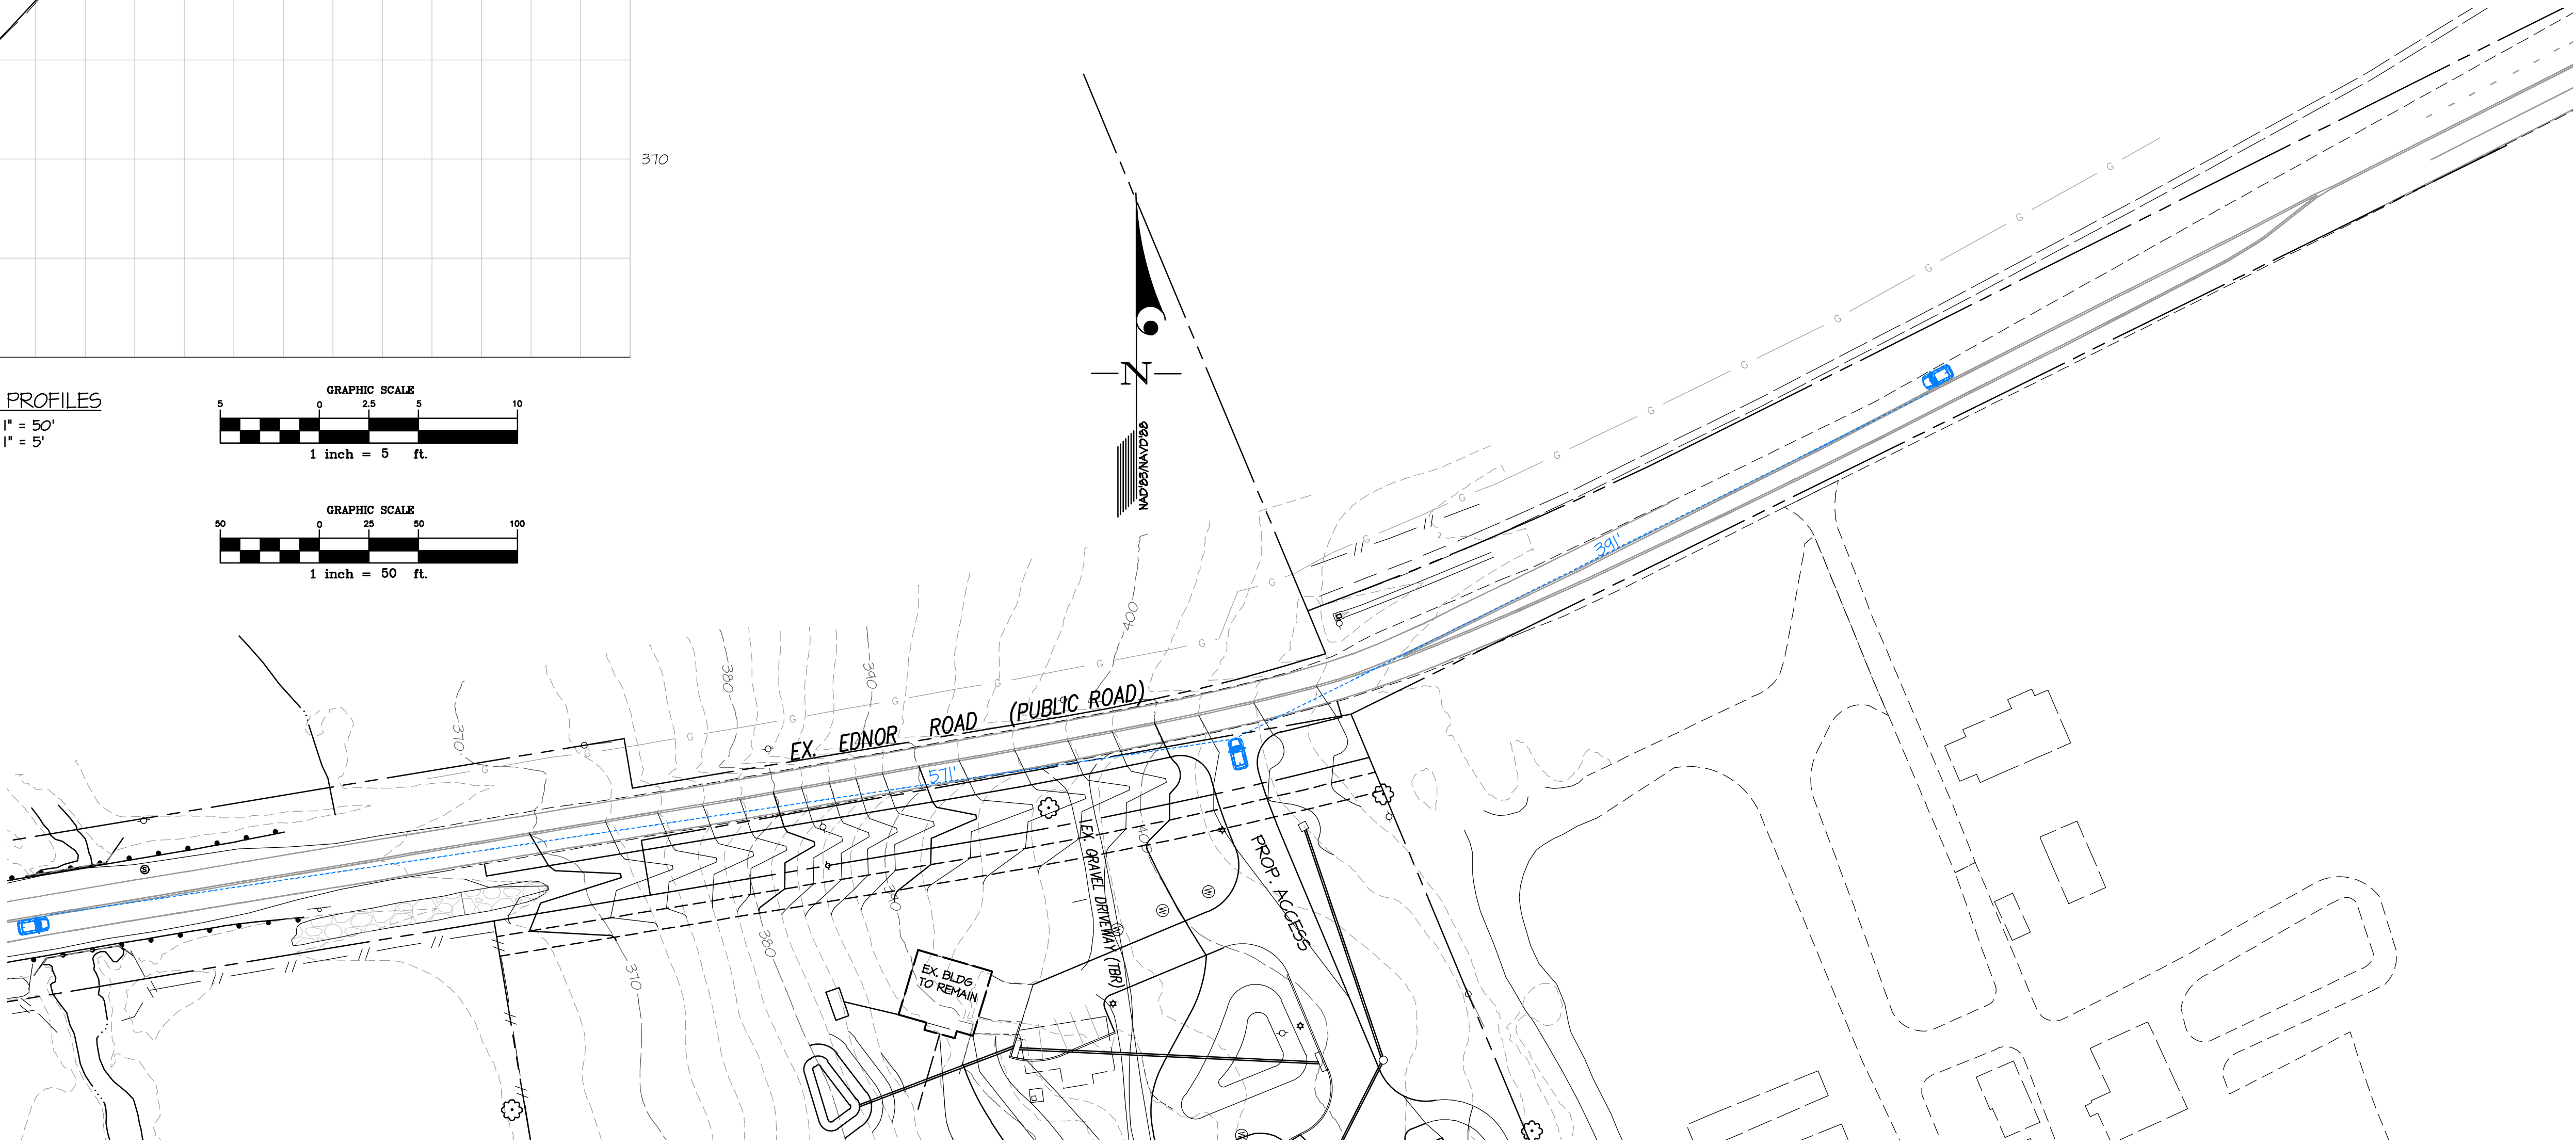 370
PROFILES
1" = 50'
1" = 5'
GRAPHIC SCALE
5 0 2.5 5 10
1 inch = 5 ft.
GRAPHIC SCALE
50 0 25 50 100
1 inch = 50 ft.
N
NAD'83/NAVD'88
G G G G G G G G G G
391'
400
G G G G G G
380
390
370
EX. EDNOR ROAD (PUBLIC ROAD)
571'
S
EX. GRAVEL DRIVEWAY (TBR)
400
PROP. ACCESS
W
W
W
390
380
370
EX. BLDG
TO REMAIN
W